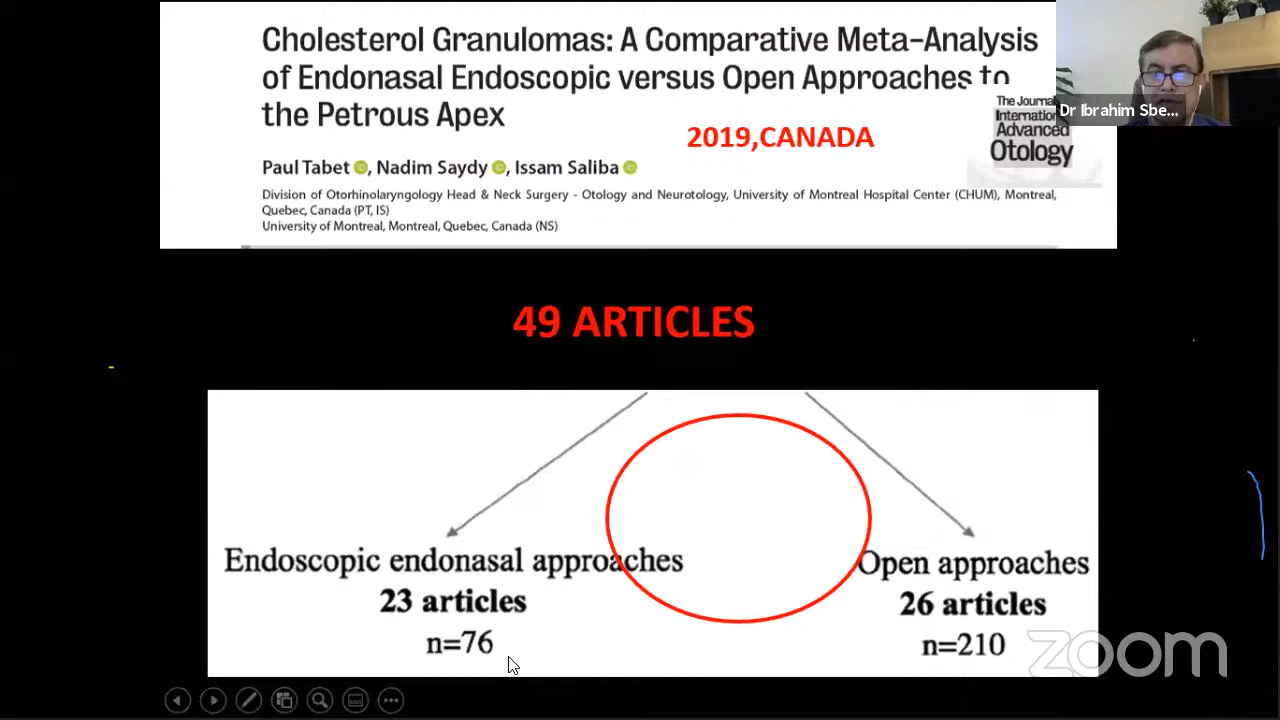 Cholesterol Granulomas: A Comparative Meta-Analysis
of Endonasal Endoscopic versus Open Approaches to
the Petrous Apex
2019,CANADA
Paul Tabet, Nadim Saydy, Issam Saliba
Division of Otorhinolaryngology Head & Neck Surgery - Otology and Neurotology, University of Montreal Hospital Center (CHUM), Montreal,
Quebec, Canada (PT, IS)
University of Montreal, Montreal, Quebec, Canada (NS)
The Journal
International
Advanced
Otology
Dr Ibrahim Sbe...
49 ARTICLES
Endoscopic endonasal approaches
23 articles
n=76
Open approaches
26 articles
n=210
zoom